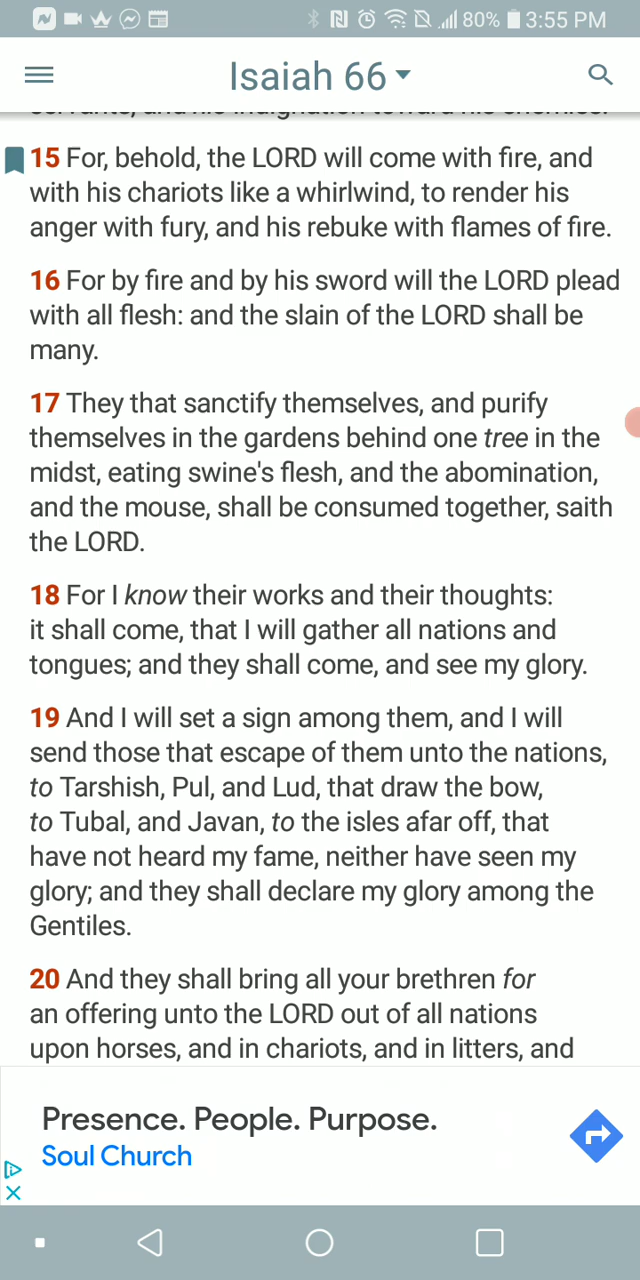 80% 3:55 PM
Isaiah 66
15 For, behold, the LORD will come with fire, and
with his chariots like a whirlwind, to render his
anger with fury, and his rebuke with flames of fire.
16 For by fire and by his sword will the LORD plead
with all flesh: and the slain of the LORD shall be
many.
17 They that sanctify themselves, and purify
themselves in the gardens behind one tree in the
midst, eating swine's flesh, and the abomination,
and the mouse, shall be consumed together, saith
the LORD.
18 For I know their works and their thoughts:
it shall come, that I will gather all nations and
tongues; and they shall come, and see my glory.
19 And I will set a sign among them, and I will
send those that escape of them unto the nations,
to Tarshish, Pul, and Lud, that draw the bow,
to Tubal, and Javan, to the isles afar off, that
have not heard my fame, neither have seen my
glory; and they shall declare my glory among the
Gentiles.
20 And they shall bring all your brethren for
an offering unto the LORD out of all nations
upon horses, and in chariots, and in litters, and
Presence. People. Purpose.
Soul Church